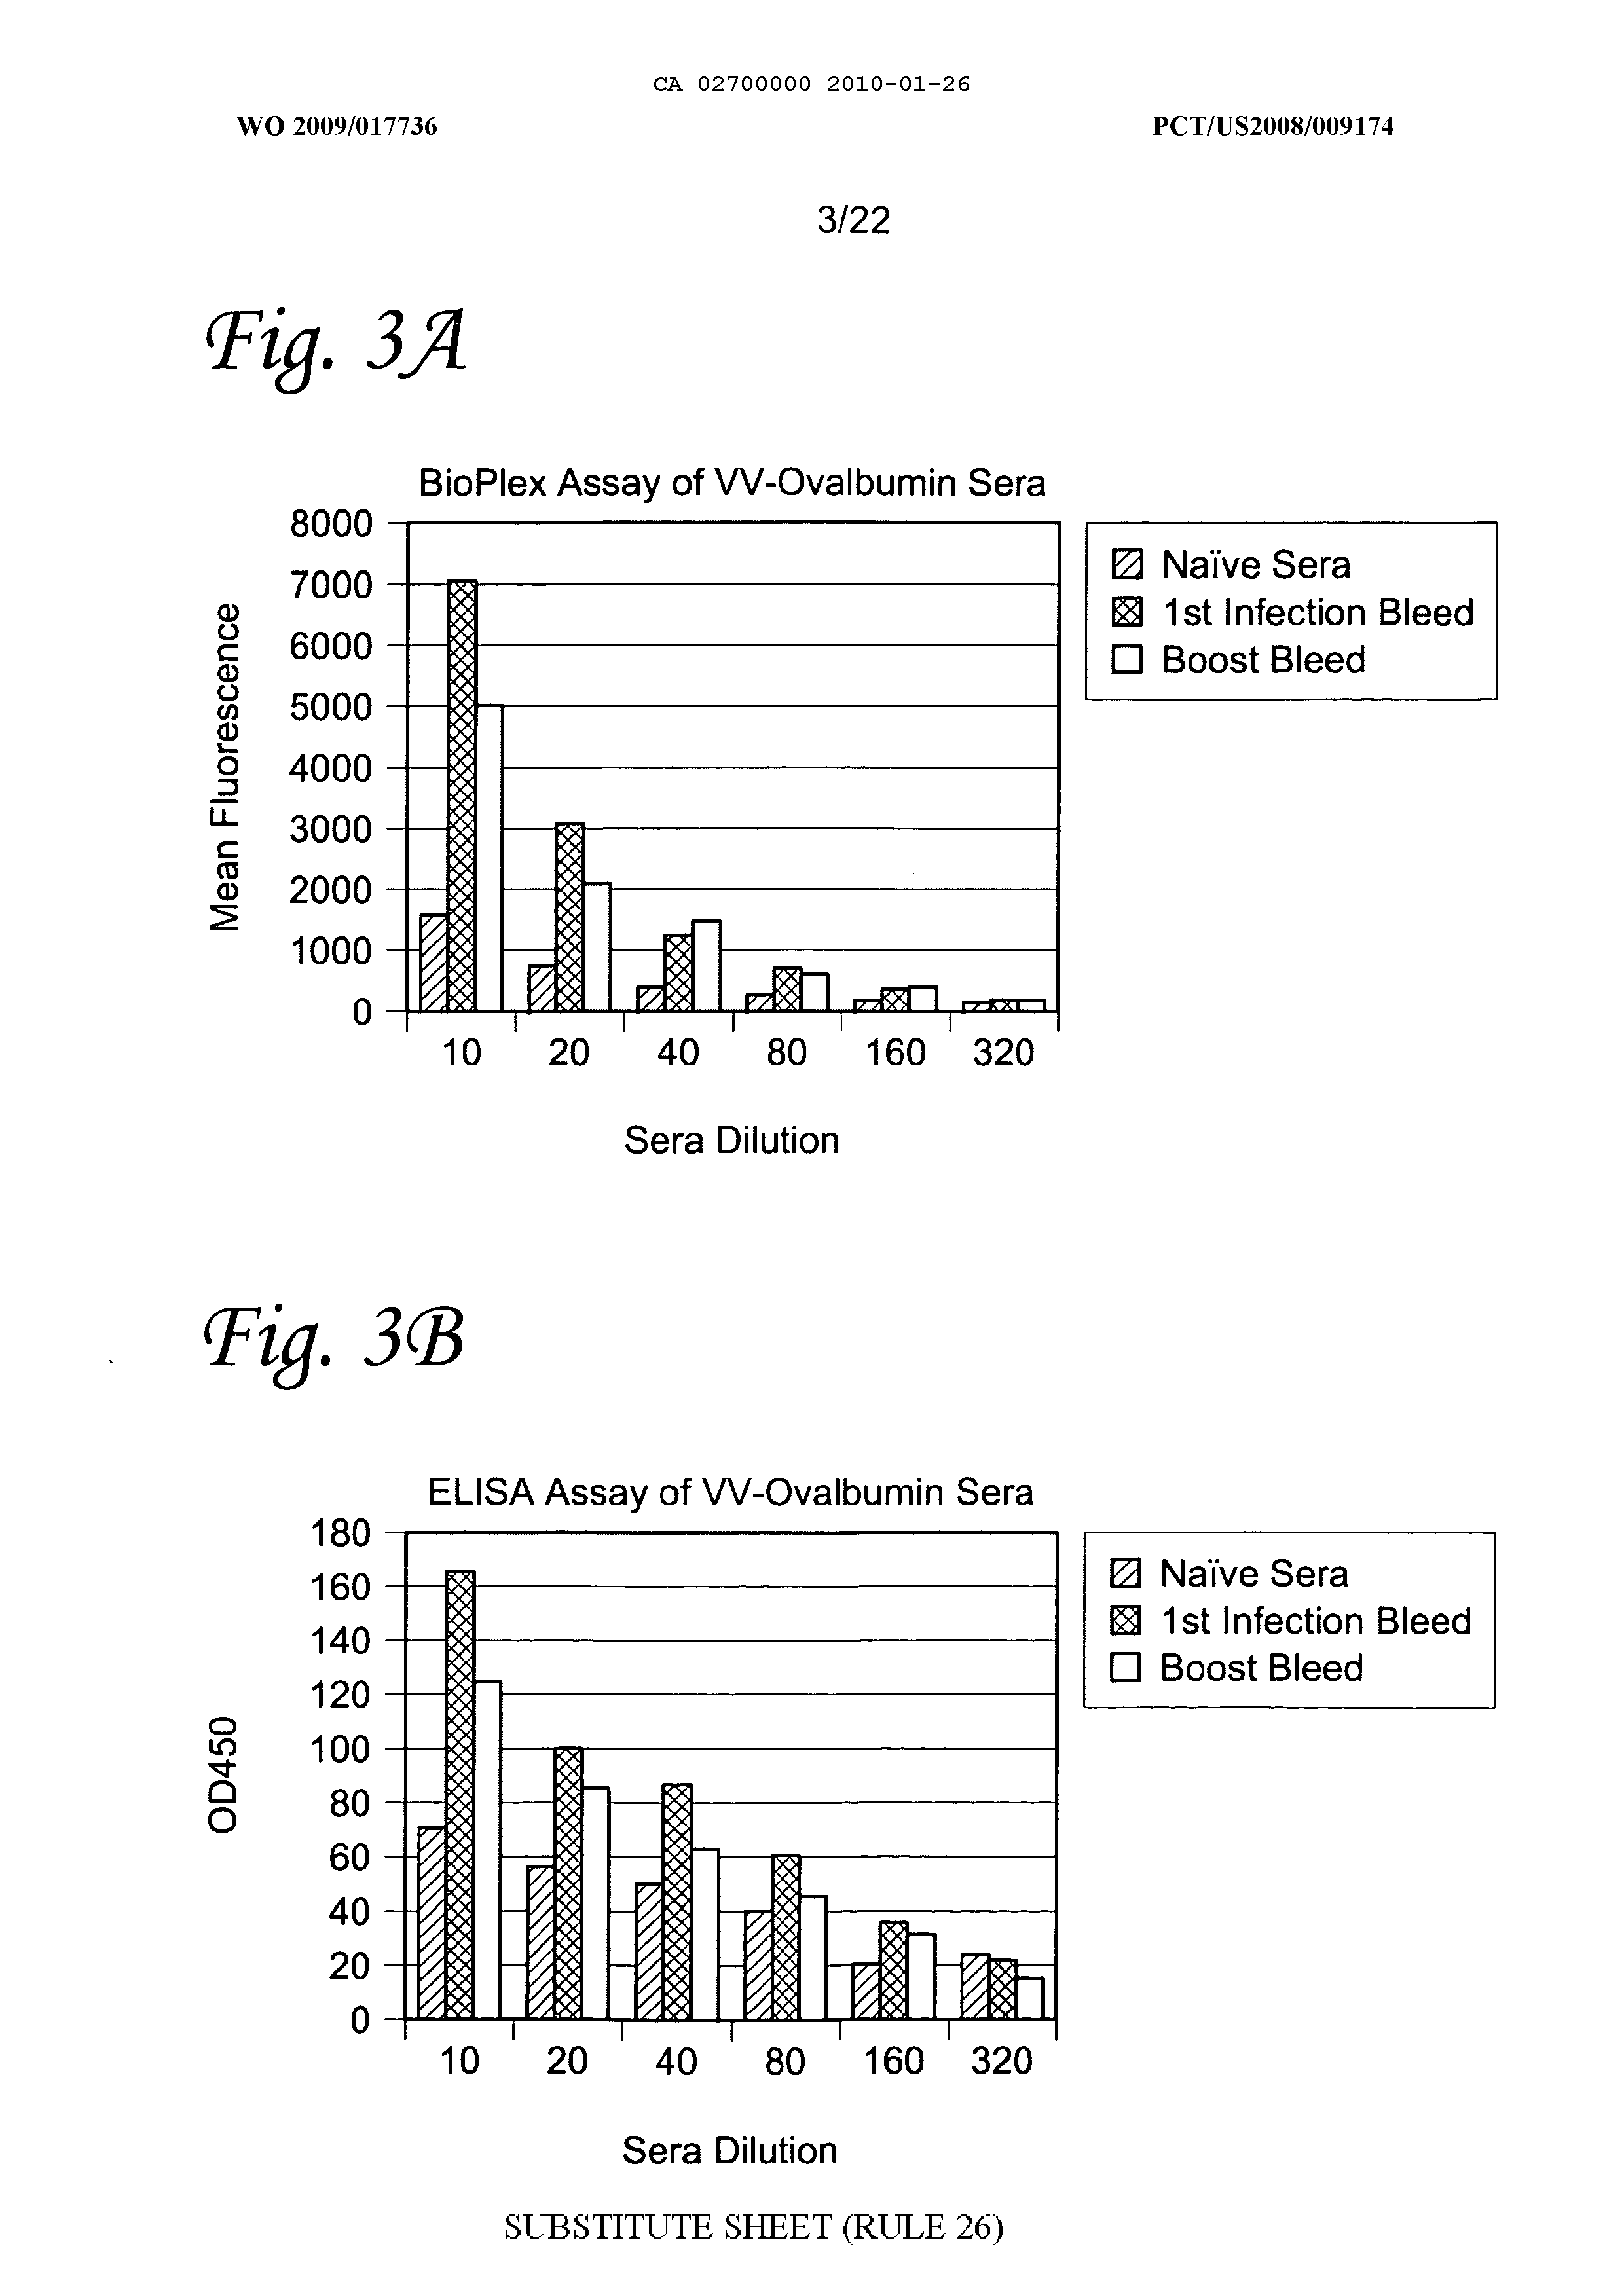 CA 02700000 2010-01-26
WO 2009/017736 PCT/US2008/009174
3/22
Fig. 3A
BioPlex Assay of VV-Ovalbumin Sera
Mean Fluorescence
8000
7000
6000
5000
4000
3000
2000
1000
0
10 20 40 80 160 320
Sera Dilution
Naïve Sera
1st Infection Bleed
Boost Bleed
Fig. 3B
ELISA Assay of VV-Ovalbumin Sera
OD450
180
160
140
120
100
80
60
40
20
0
10 20 40 80 160 320
Sera Dilution
Naïve Sera
1st Infection Bleed
Boost Bleed
SUBSTITUTE SHEET (RULE 26)